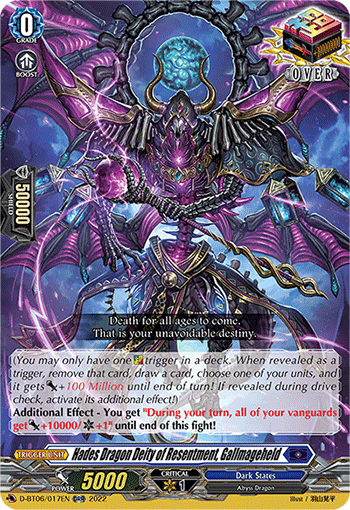 0
GRADE
BOOST
OVER
50000
SHIELD
Death for all ages to come.
That is your unavoidable destiny.
(You may only have one trigger in a deck. When revealed as a
trigger, remove that card, draw a card, choose one of your units, and
it gets +100 Million until end of turn! If revealed during drive
check, activate its additional effect!)
Additional Effect - You get "During your turn, all of your vanguards
get +10000/ +1" until end of this fight!
TRIGGER UNIT
Hades Dragon Deity of Resentment, Gallmageheld
POWER 5000
CRITICAL
1
Dark States
Abyss Dragon
D-BT06/017EN
2022